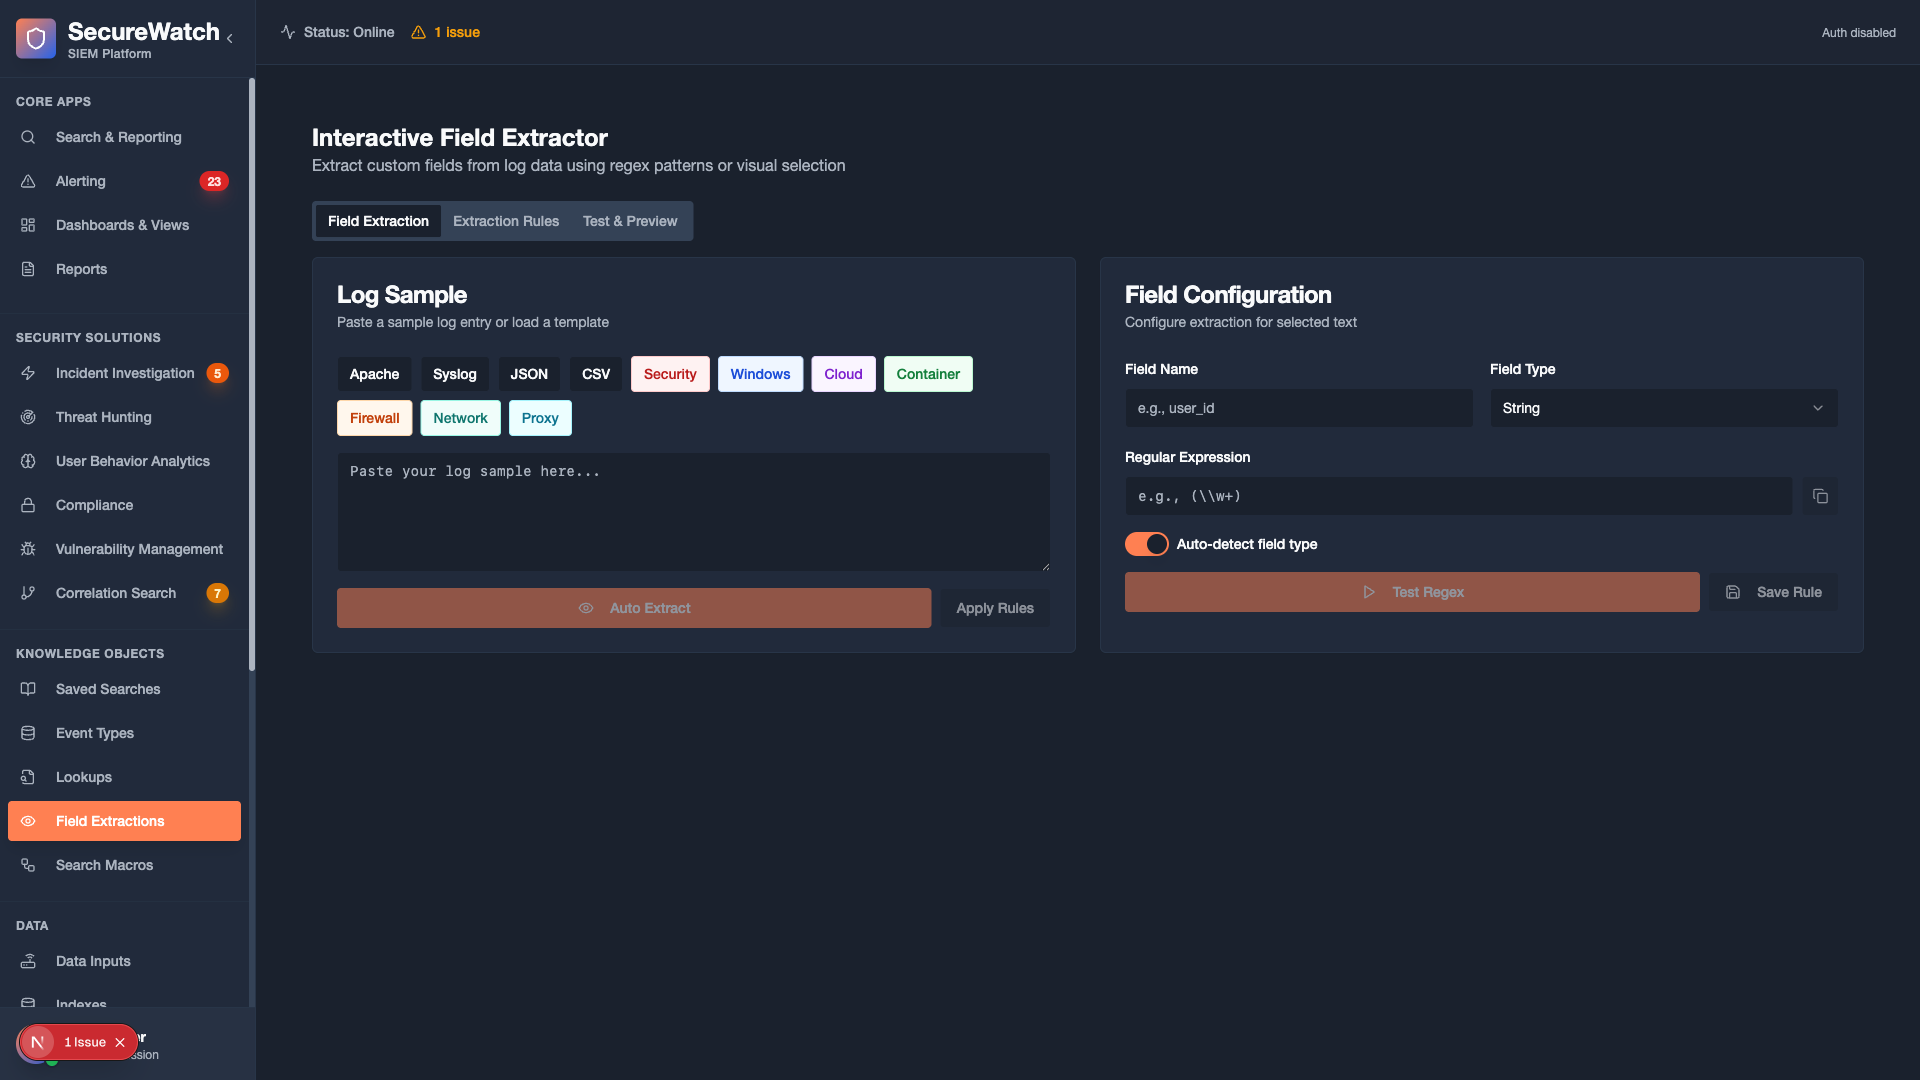 SecureWatch
SIEM Platform
Status: Online
1 issue
Auth disabled
CORE APPS
Search & Reporting
Alerting
23
Dashboards & Views
Reports
SECURITY SOLUTIONS
Incident Investigation
5
Threat Hunting
User Behavior Analytics
Compliance
Vulnerability Management
Correlation Search
7
KNOWLEDGE OBJECTS
Saved Searches
Event Types
Lookups
Field Extractions
Search Macros
DATA
Data Inputs
Indexes
N
1 Issue
Interactive Field Extractor
Extract custom fields from log data using regex patterns or visual selection
Field Extraction
Extraction Rules
Test & Preview
Log Sample
Paste a sample log entry or load a template
Apache
Syslog
JSON
CSV
Security
Windows
Cloud
Container
Firewall
Network
Proxy
Paste your log sample here...
Auto Extract
Apply Rules
Field Configuration
Configure extraction for selected text
Field Name
Field Type
e.g., user_id
String
Regular Expression
e.g., (\\w+)
Auto-detect field type
Test Regex
Save Rule